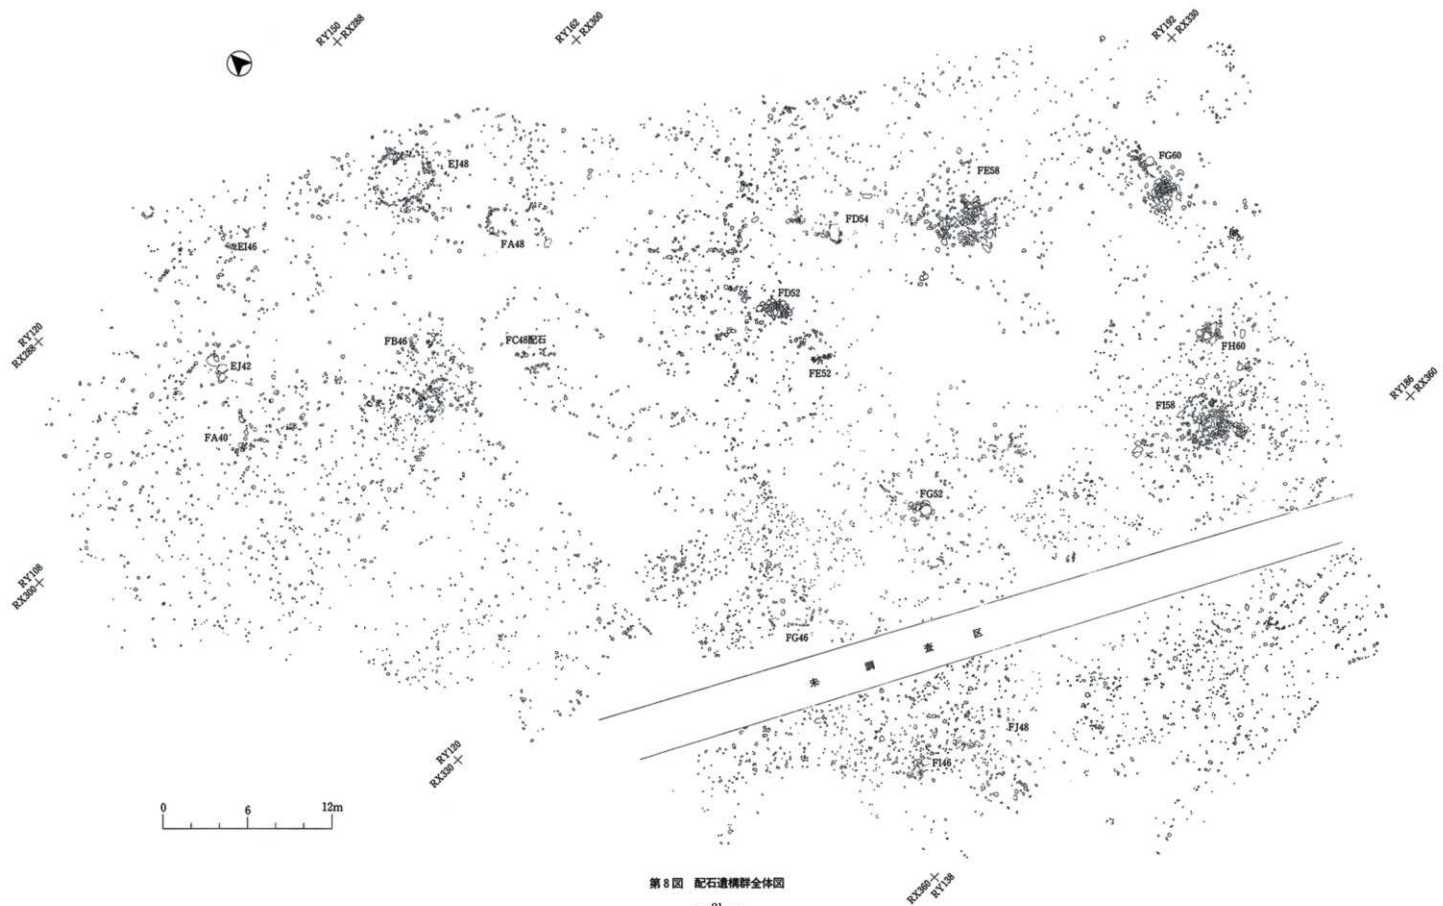 RY150
RX288
RY162
RX300
RY192
RX330
EJ48
FG60
FE58
FD54
FA48
EI46
FD52
RY120
RX288
FB46
FC48配石
FH60
EJ42
FE52
RY186
RX360
FI58
FA40
FG52
RY108
RX300
FG46
未調査区
FJ48
RY120
RX330
FI46
0 6 12m
第8図 配石遺構群全体図
RX360
RY138